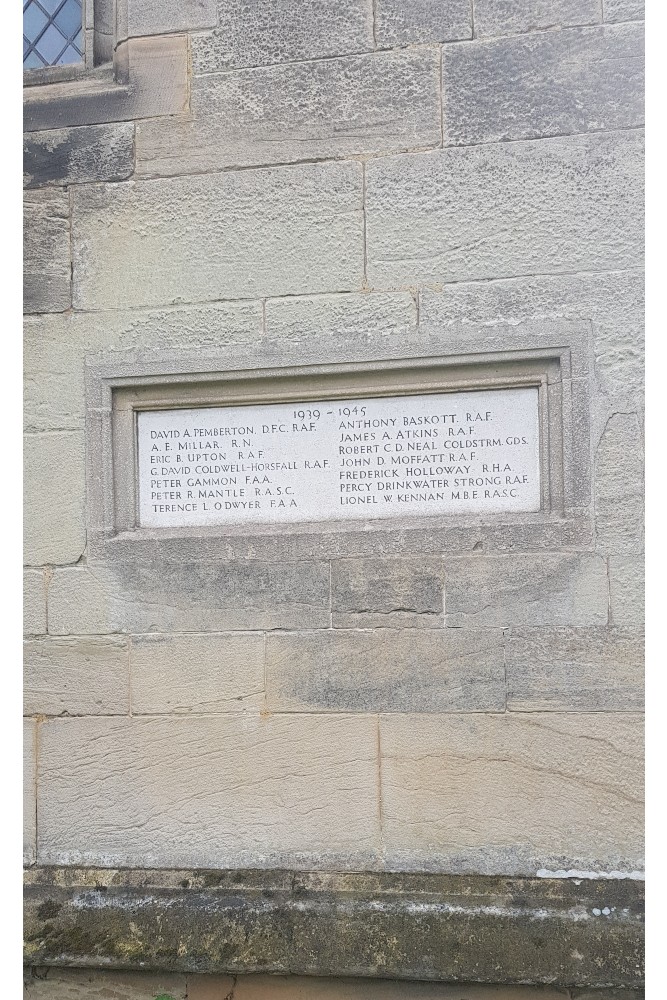 1939 - 1945
DAVID A. PEMBERTON. D.F.C. R.A.F.
A. E. MILLAR. R.N.
ERIC B. UPTON R.A.F.
G. DAVID COLDWELL-HORSFALL R.A.F.
PETER GAMMON F.A.A.
PETER R. MANTLE R.A.S.C.
TERENCE L. O'DWYER F.A.A.
ANTHONY BASKOTT. R.A.F.
JAMES A. ATKINS R.A.F.
ROBERT C.D. NEAL COLDSTRM. GDS.
JOHN D. MOFFATT R.A.F.
FREDERICK HOLLOWAY R.H.A.
PERCY DRINKWATER STRONG R.A.F.
LIONEL W. KENNAN M.B.E. R.A.S.C.